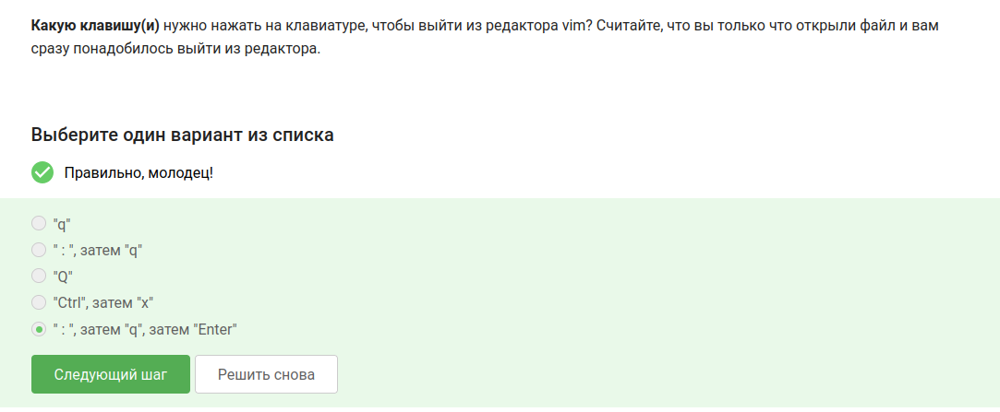 Какую клавишу(и) нужно нажать на клавиатуре, чтобы выйти из редактора vim? Считайте, что вы только что открыли файл и вам
сразу понадобилось выйти из редактора.
Выберите один вариант из списка
Правильно, молодец!
"q"
" : ", затем "q"
"Q"
"Ctrl", затем "x"
" : ", затем "q", затем "Enter"
Следующий шаг
Решить снова